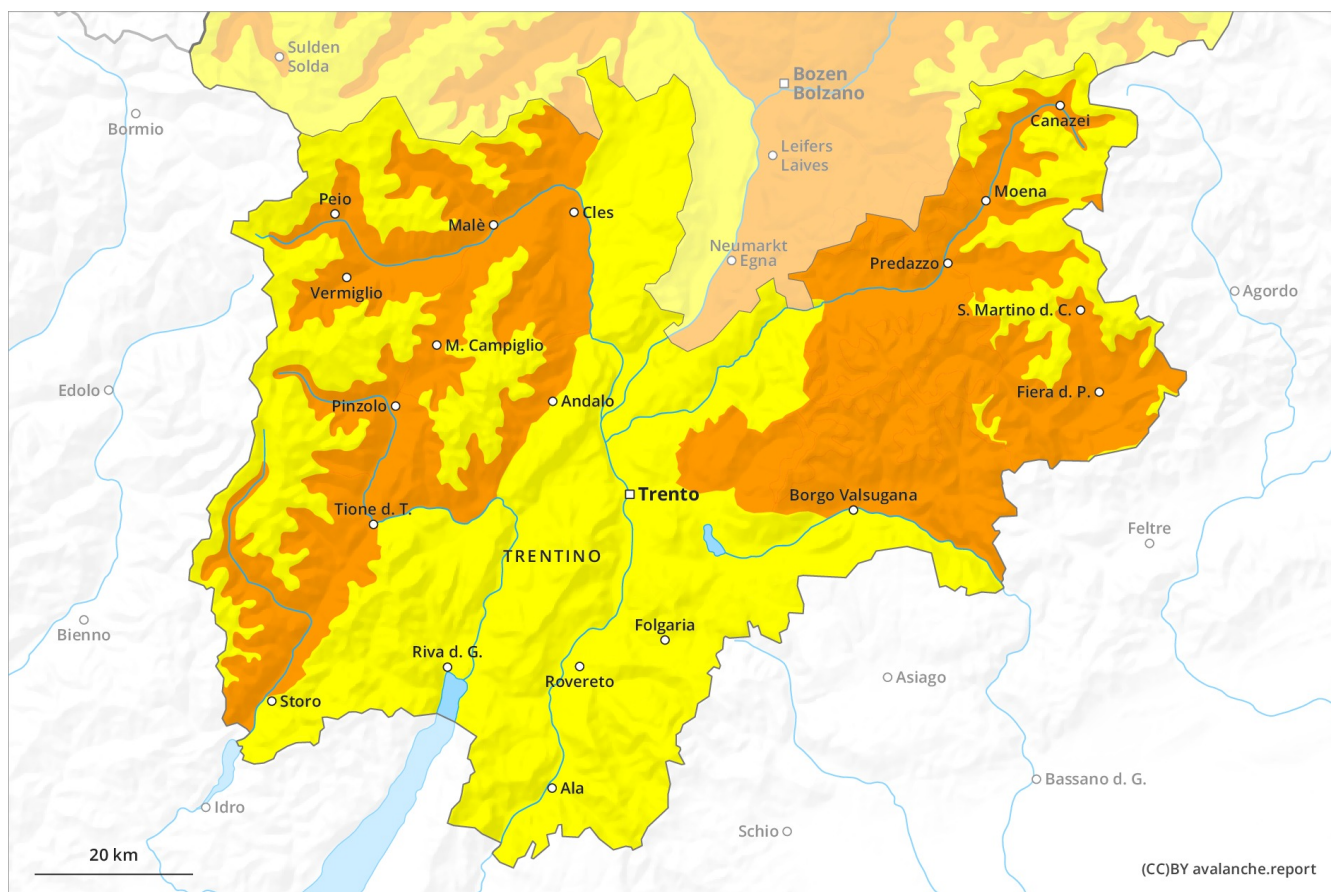 Sulden
Solda
Bozen
Bolzano
Bormio
Canazei
Leifers
Laives
Peio
Moena
Malè
Cles
Neumarkt
Egna
Predazzo
Vermiglio
Agordo
S. Martino d. C.
M. Campiglio
Edolo
Pinzolo
Andalo
Fiera d. P.
Trento
Borgo Valsugana
Tione d. T.
Feltre
TRENTINO
Bienno
Folgaria
Riva d. G.
Rovereto
Asiago
Storo
Bassano d. G.
Ala
Idro
Schio
20 km
(CC)BY avalanche.report